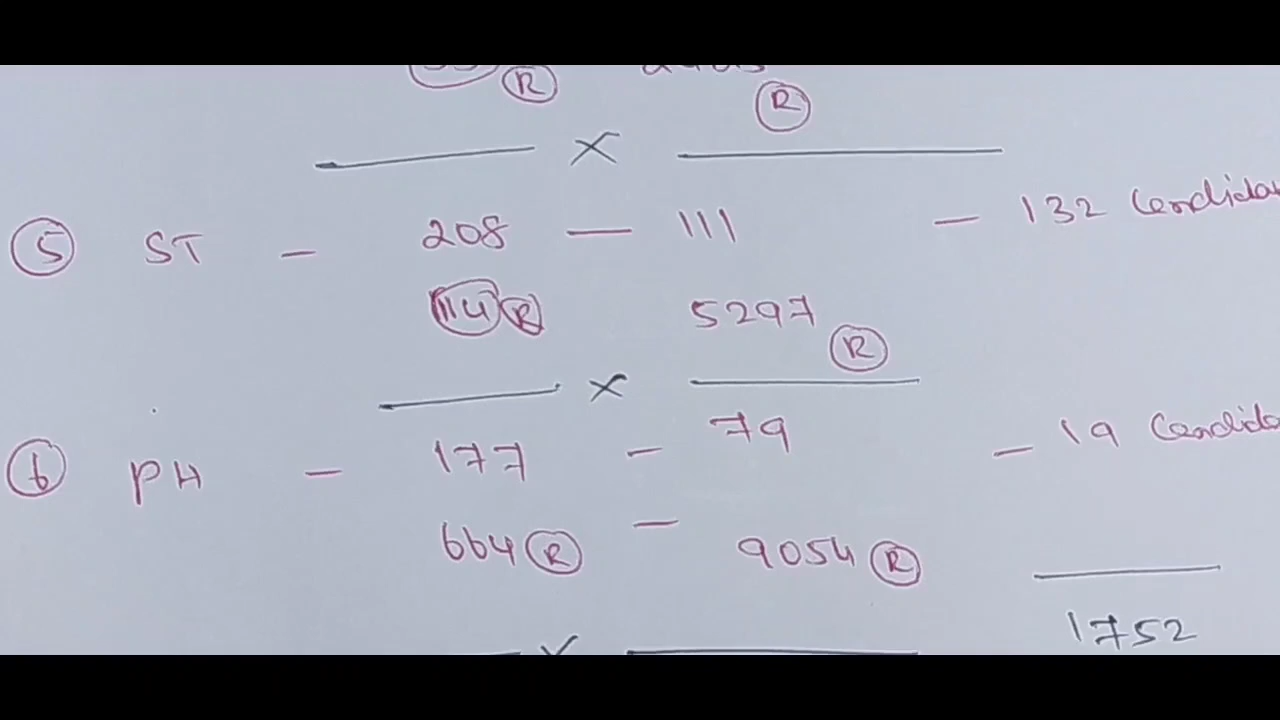 R R
5 ST - 208 - 111 - 132 Candida
114 R 5297 R
X
6 PH - 177 - 79 - 19 Candida
664 R - 9054 R
1752